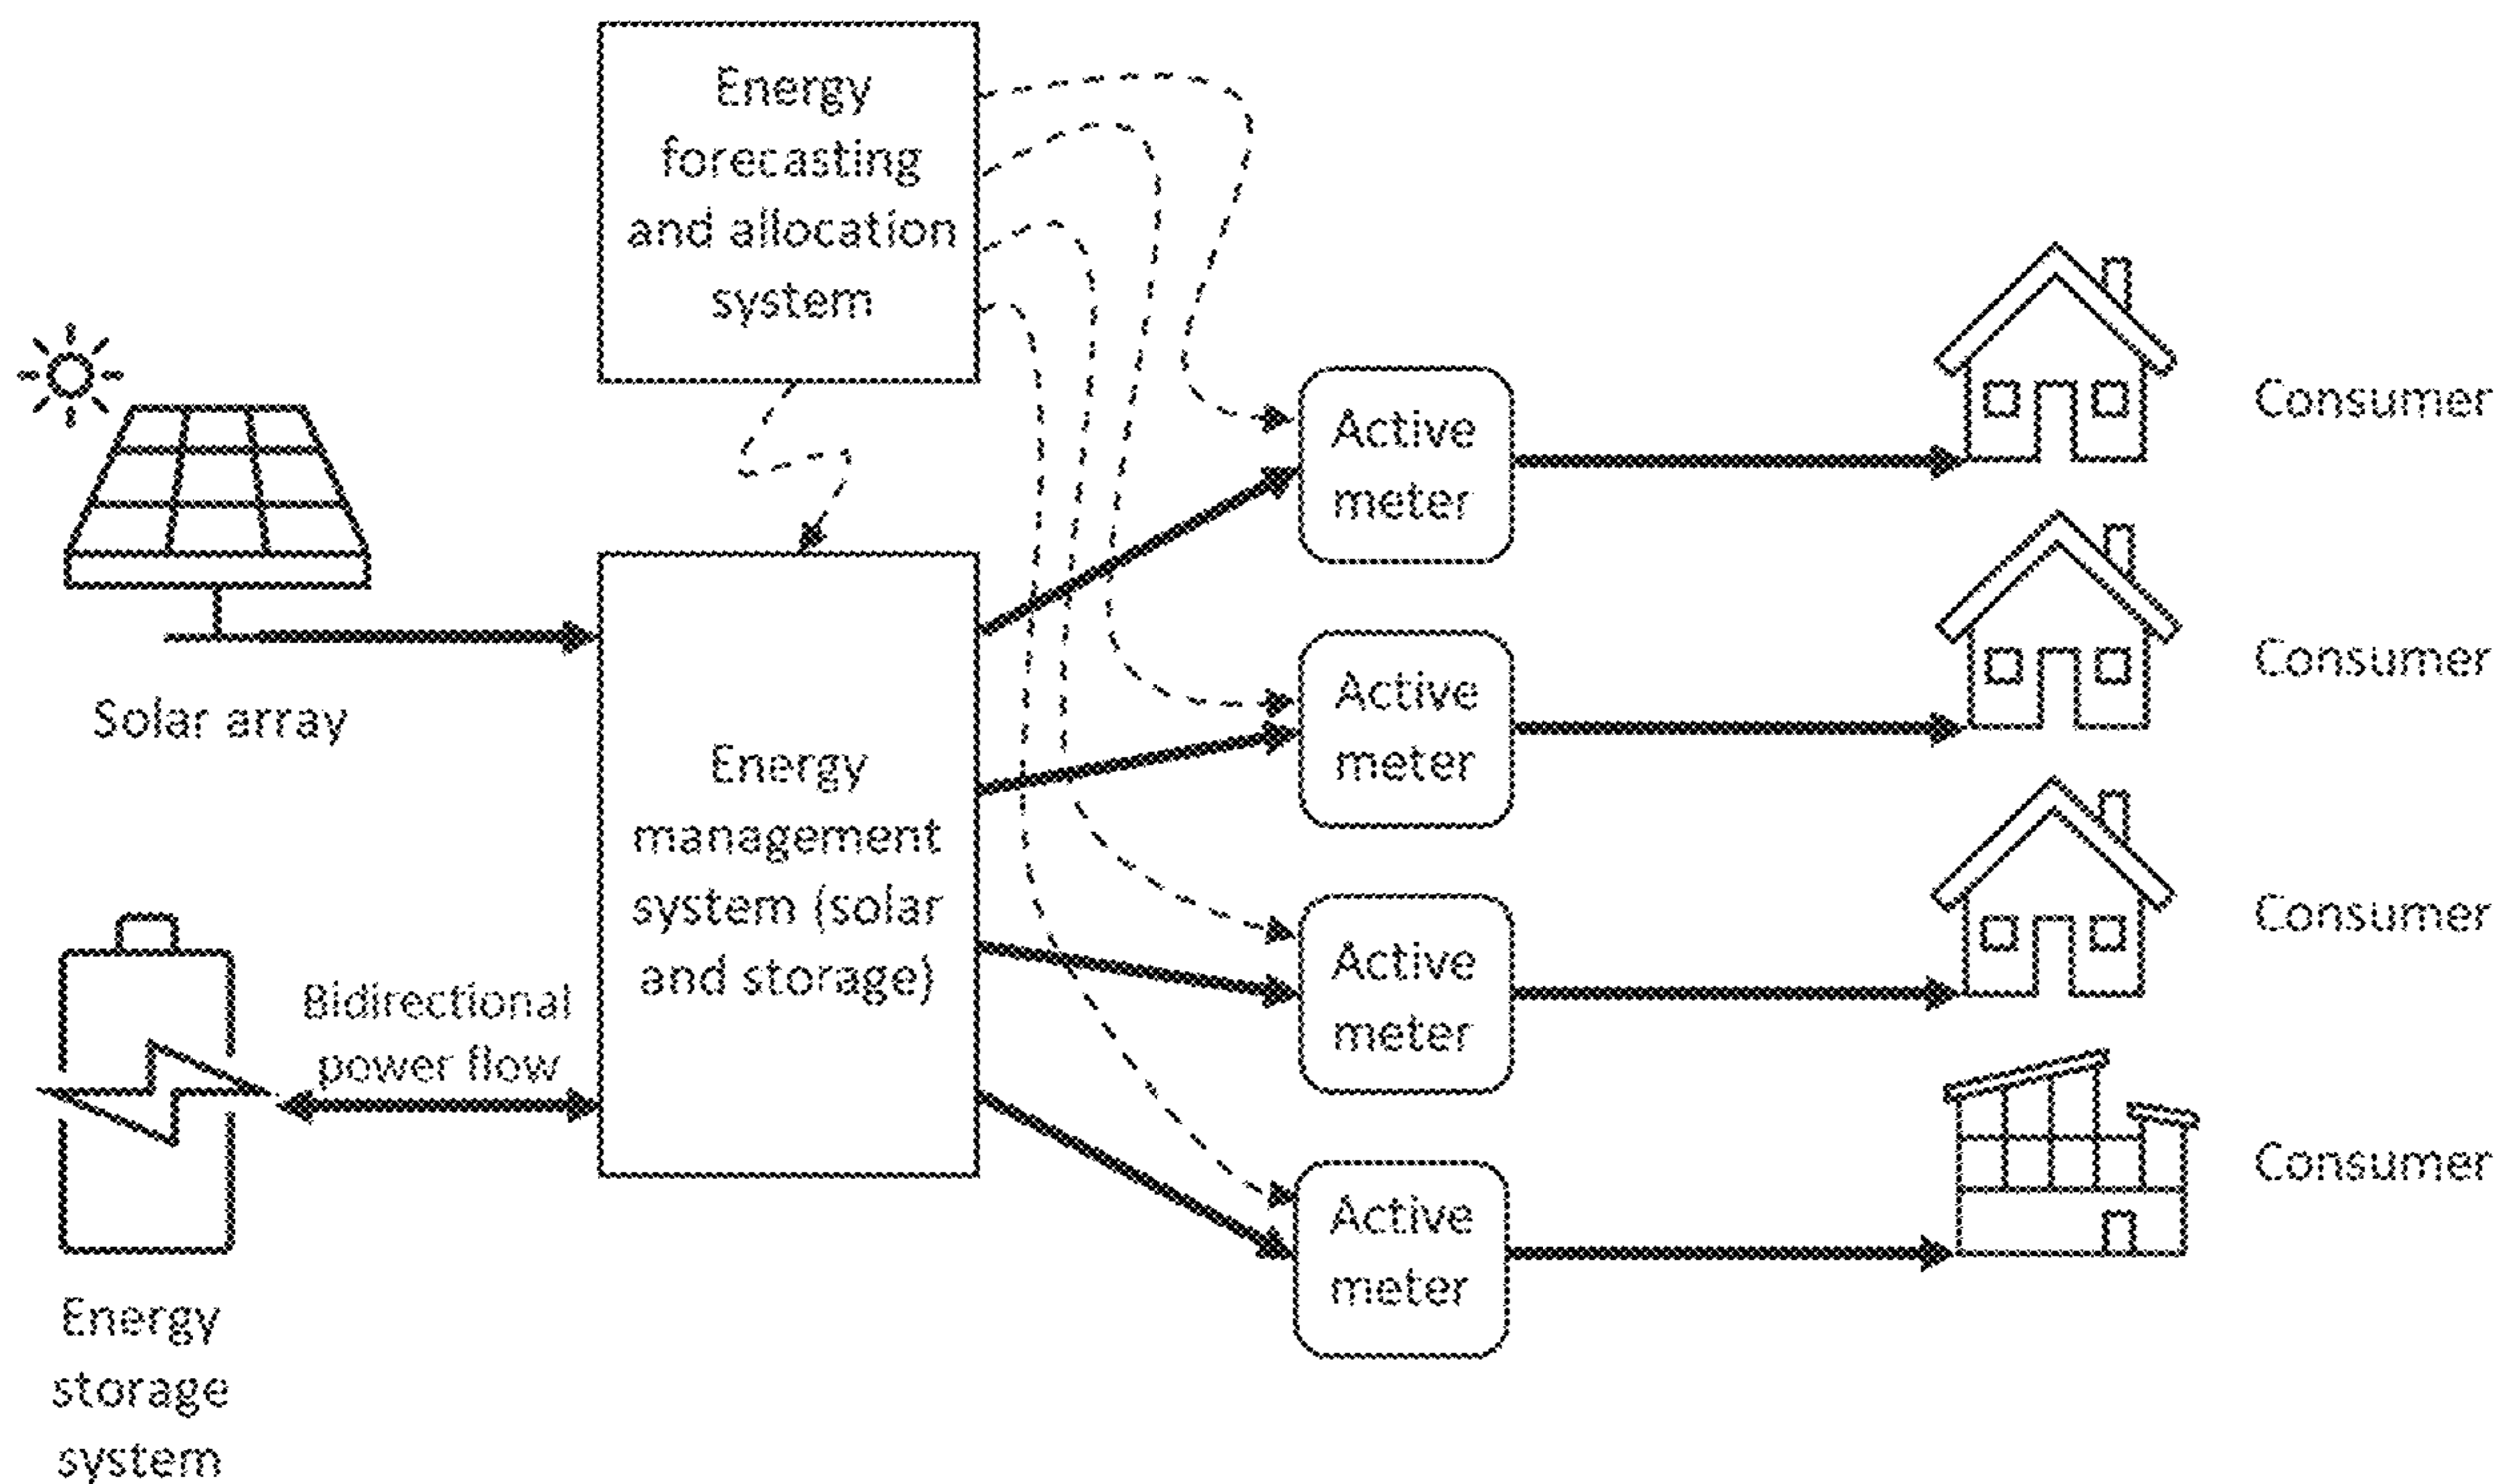 Energy
forecasting
and allocation
system
Solar array
Energy
management
system (solar
and storage)
Bidirectional
power flow
Energy
storage
system
Active
meter
Consumer
Active
meter
Consumer
Active
meter
Consumer
Active
meter
Consumer